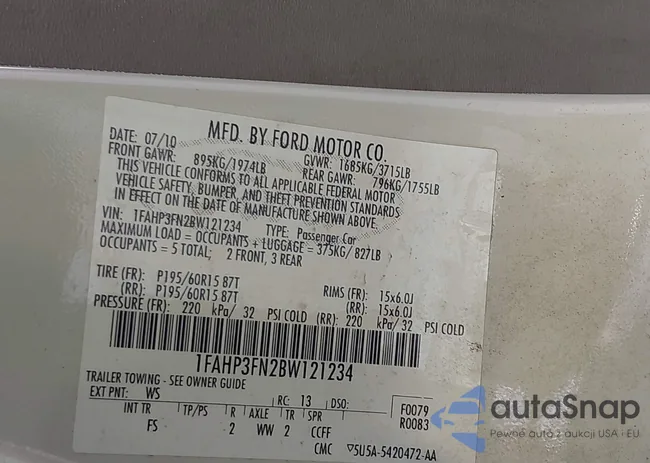 MFD. BY FORD MOTOR CO.
DATE: 07/10 GVWR: 1685KG/3715LB
FRONT GAWR: 895KG/1974LB REAR GAWR: 796KG/1755LB
THIS VEHICLE CONFORMS TO ALL APPLICABLE FEDERAL MOTOR
VEHICLE SAFETY, BUMPER, AND THEFT PREVENTION STANDARDS
IN EFFECT ON THE DATE OF MANUFACTURE SHOWN ABOVE.
VIN: 1FAHP3FN2BW121234 TYPE: Passenger Car
MAXIMUM LOAD = OCCUPANTS + LUGGAGE = 375KG/ 827LB
OCCUPANTS = 5 TOTAL; 2 FRONT, 3 REAR
TIRE (FR): P195/60R15 87T RIMS (FR): 15x6.0J
(RR): P195/60R15 87T (RR): 15x6.0J
PRESSURE (FR): 220 kPa/ 32 PSI COLD (RR): 220 kPa/ 32 PSI COLD
1FAHP3FN2BW121234
TRAILER TOWING - SEE OWNER GUIDE
EXT PNT: WS RC: 13 DSO: F0079
INT TR TP/PS R AXLE TR SPR R0083
FS 2 WW 2 CCFF
CMC ▽5U5A-5420472-AA
autaSnap
Pewne auta z aukcji USA i EU